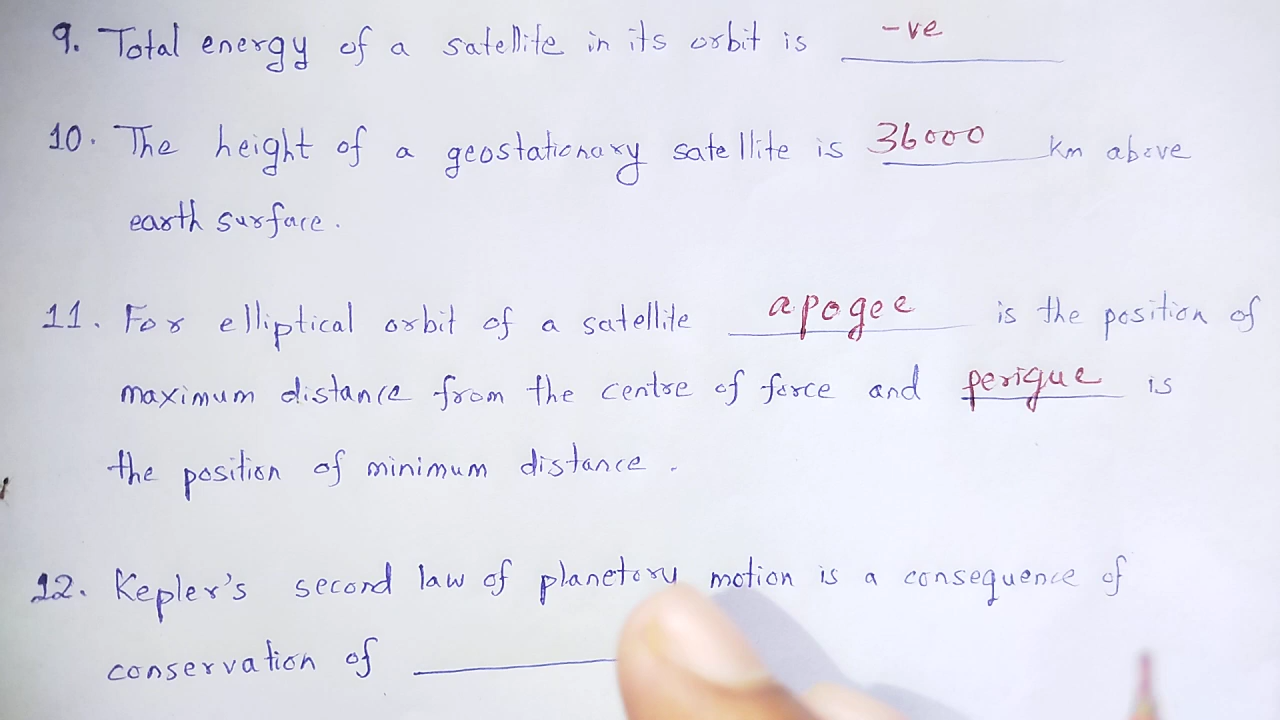 9. Total energy of a satellite in its orbit is -ve
10. The height of a geostationary satellite is 36000 km above
earth surface.
11. For elliptical orbit of a satellite apogee is the position of
maximum distance from the centre of force and perigue is
the position of minimum distance.
12. Kepler's second law of planetory motion is a consequence of
conservation of